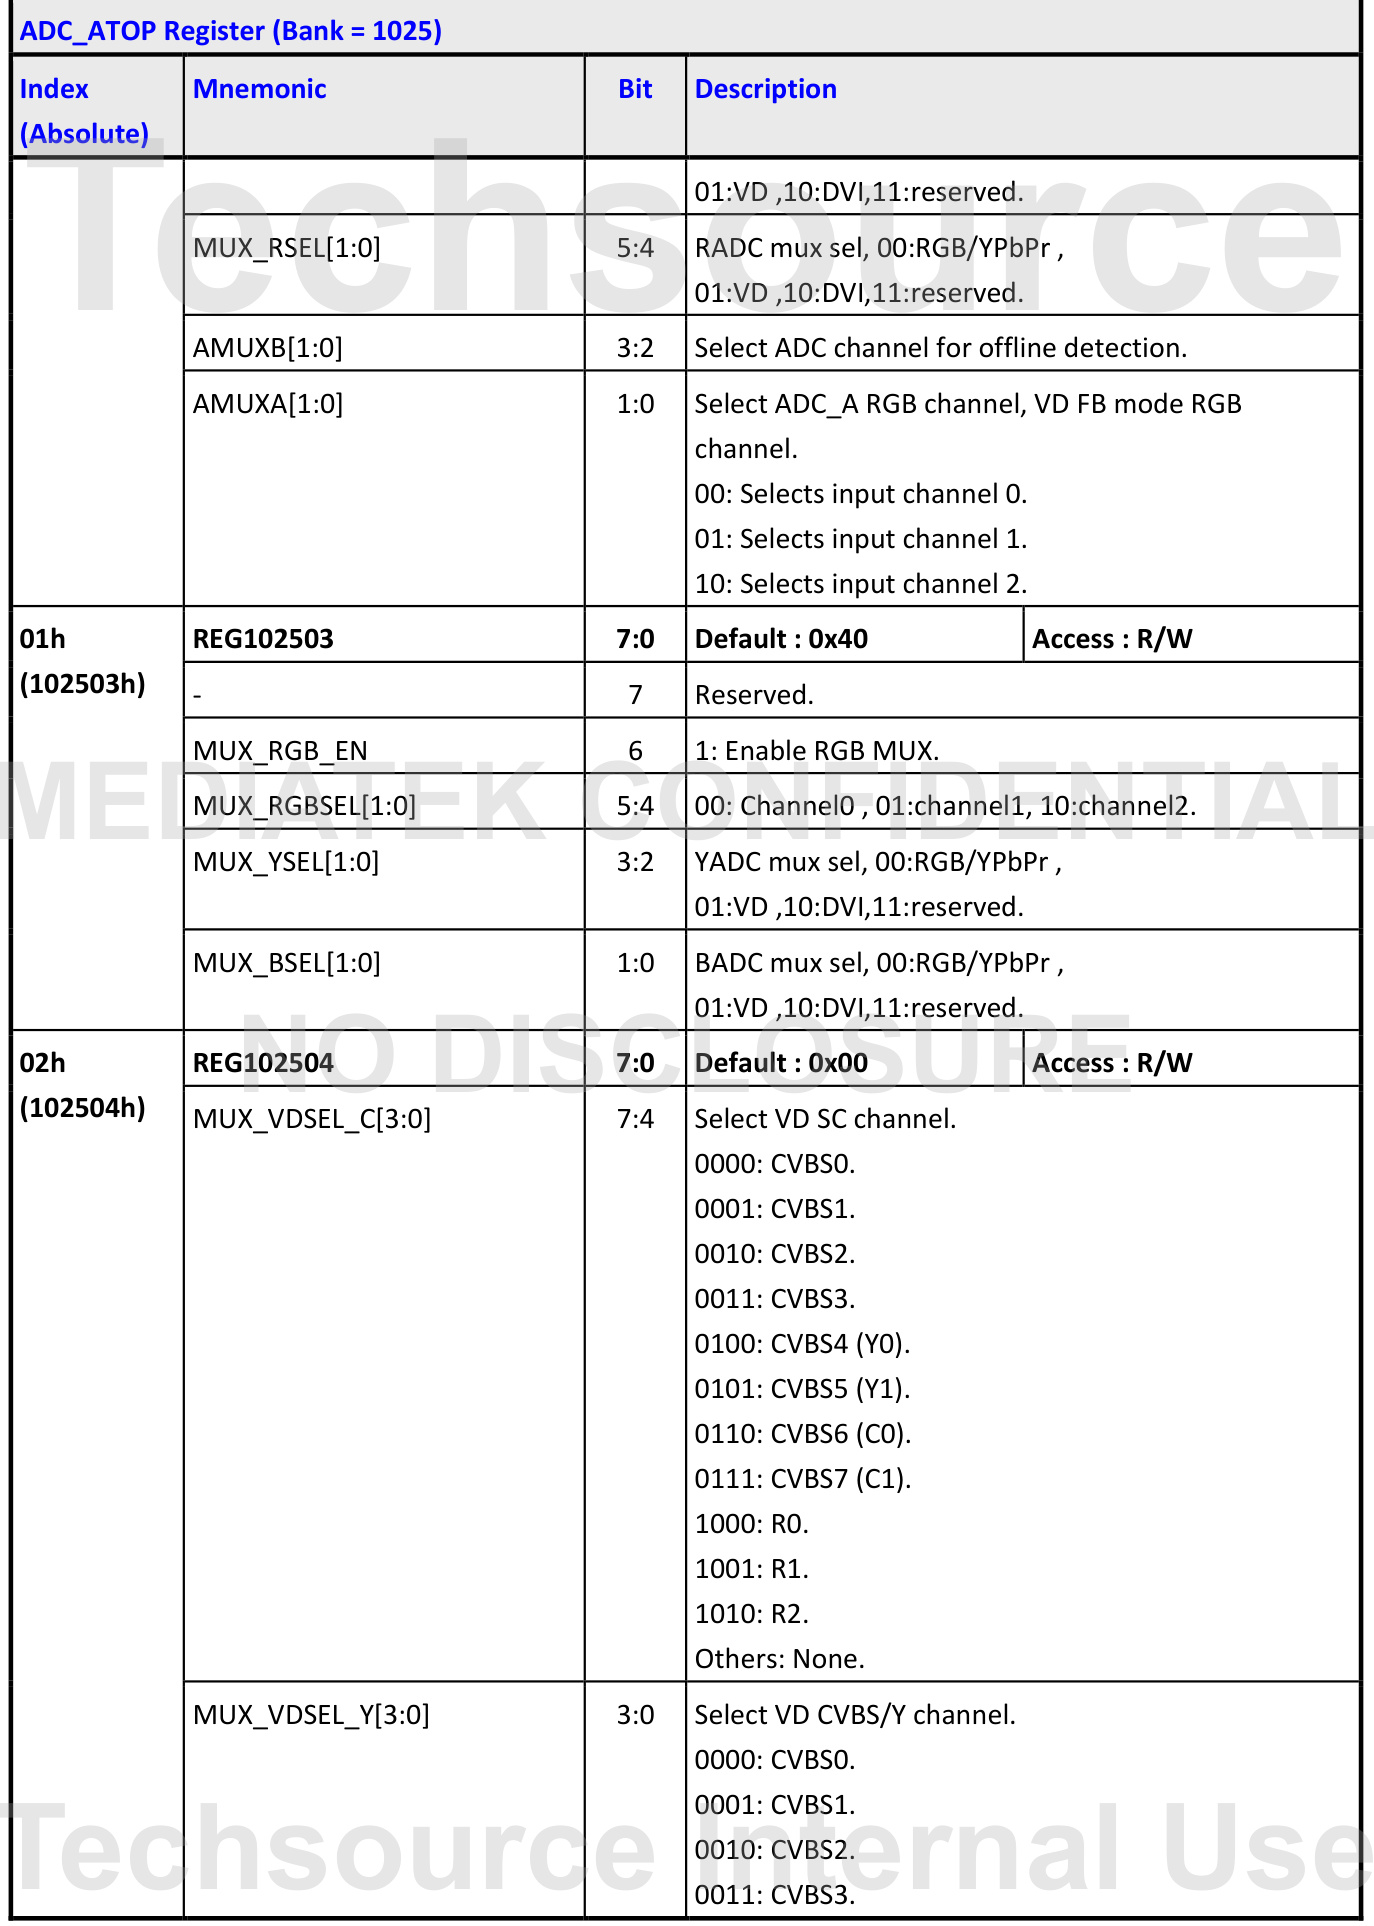 ADC_ATOP Register (Bank = 1025)
Index
(Absolute)
Mnemonic
Bit
Description
01:VD ,10:DVI,11:reserved.
MUX_RSEL[1:0]
5:4
RADC mux sel, 00:RGB/YPbPr ,
01:VD ,10:DVI,11:reserved.
AMUXB[1:0]
3:2
Select ADC channel for offline detection.
AMUXA[1:0]
1:0
Select ADC_A RGB channel, VD FB mode RGB
channel.
00: Selects input channel 0.
01: Selects input channel 1.
10: Selects input channel 2.
01h
(102503h)
REG102503
7:0
Default : 0x40
Access : R/W
-
7
Reserved.
MUX_RGB_EN
6
1: Enable RGB MUX.
MUX_RGBSEL[1:0]
5:4
00: Channel0 , 01:channel1, 10:channel2.
MUX_YSEL[1:0]
3:2
YADC mux sel, 00:RGB/YPbPr ,
01:VD ,10:DVI,11:reserved.
MUX_BSEL[1:0]
1:0
BADC mux sel, 00:RGB/YPbPr ,
01:VD ,10:DVI,11:reserved.
02h
(102504h)
REG102504
7:0
Default : 0x00
Access : R/W
MUX_VDSEL_C[3:0]
7:4
Select VD SC channel.
0000: CVBS0.
0001: CVBS1.
0010: CVBS2.
0011: CVBS3.
0100: CVBS4 (Y0).
0101: CVBS5 (Y1).
0110: CVBS6 (C0).
0111: CVBS7 (C1).
1000: R0.
1001: R1.
1010: R2.
Others: None.
MUX_VDSEL_Y[3:0]
3:0
Select VD CVBS/Y channel.
0000: CVBS0.
0001: CVBS1.
0010: CVBS2.
0011: CVBS3.
Techsource
MEDIATEK CONFIDENTIAL
NO DISCLOSURE
Techsource Internal Use